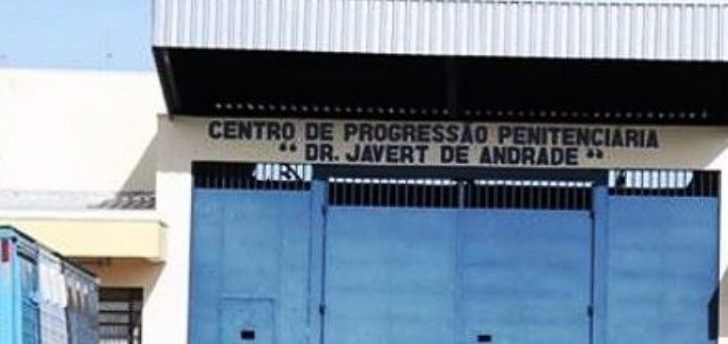 CENTRO DE PROGRESSÃO PENITENCIARIA
“ DR. JAVERT DE ANDRADE “